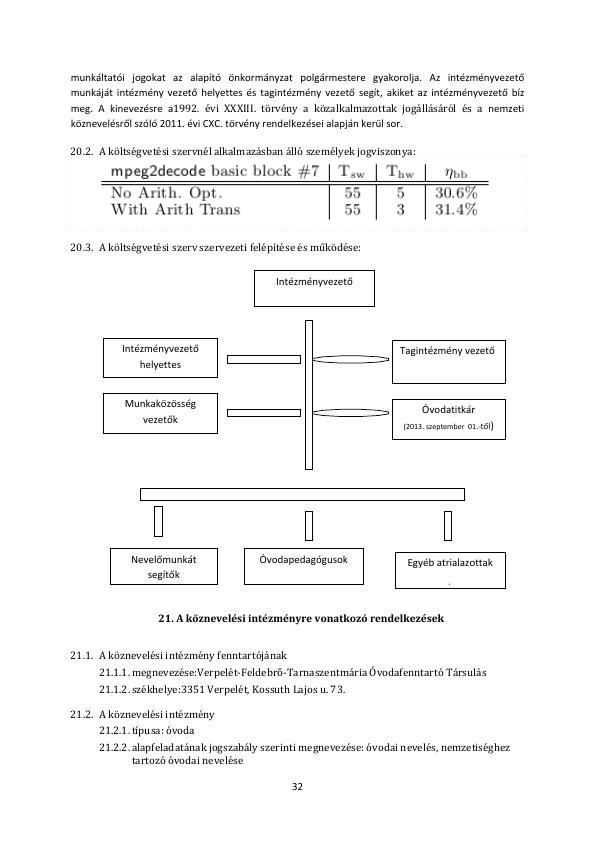 munkáltatói jogokat az alapító önkormányzat polgármestere gyakorolja. Az intézményvezető
munkáját intézmény vezető helyettes és tagintézmény vezető segít, akiket az intézményvezető bíz
meg. A kinevezésre a1992. évi XXXIII. törvény a közalkalmazottak jogállásáról és a nemzeti
köznevelésről szóló 2011. évi CXC. törvény rendelkezései alapján kerül sor.
20.2. A költségvetési szervnél alkalmazásban álló személyek jogviszonya:
mpeg2decode basic block #7 | Tsw | Thw | ηbb
No Arith. Opt. | 55 | 5 | 30.6%
With Arith Trans | 55 | 3 | 31.4%
20.3. A költségvetési szerv szervezeti felépítése és működése:
Intézményvezető
Intézményvezető
helyettes
Tagintézmény vezető
Munkaközösség
vezetők
Óvodatitkár
(2013. szeptember 01.-től)
Nevelőmunkát
segítők
Óvodapedagógusok
Egyéb atrialazottak
.
21. A köznevelési intézményre vonatkozó rendelkezések
21.1. A köznevelési intézmény fenntartójának
21.1.1. megnevezése:Verpelét-Feldebrő-Tarnaszentmária Óvodafenntartó Társulás
21.1.2. székhelye:3351 Verpelét, Kossuth Lajos u. 73.
21.2. A köznevelési intézmény
21.2.1. típusa: óvoda
21.2.2. alapfeladatának jogszabály szerinti megnevezése: óvodai nevelés, nemzetiséghez
tartozó óvodai nevelése
32